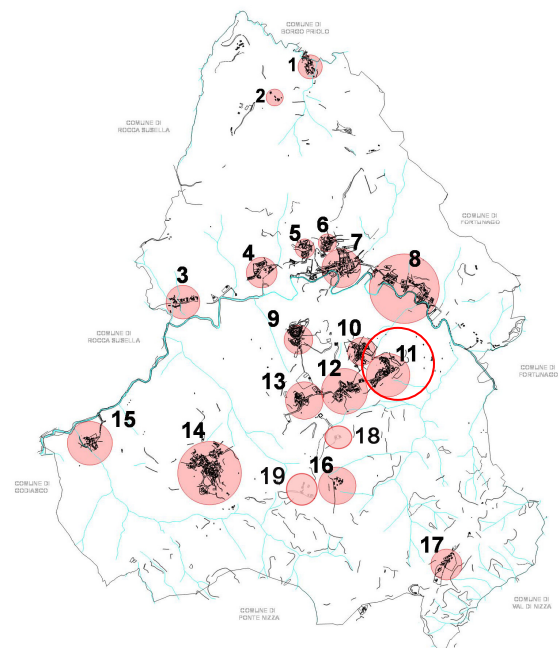 COMUNE DI
BORGO PRIOLO
1
2
COMUNE DI
ROCCA SUSELLA
COMUNE DI
FORTUNAGO
5
6
7
4
8
3
9
COMUNE DI
ROCCA SUSELLA
10
11
COMUNE DI
FORTUNAGO
12
13
15
14
18
19
16
COMUNE DI
GODIASCO
17
COMUNE DI
PONTE NIZZA
COMUNE DI
VAL DI NIZZA